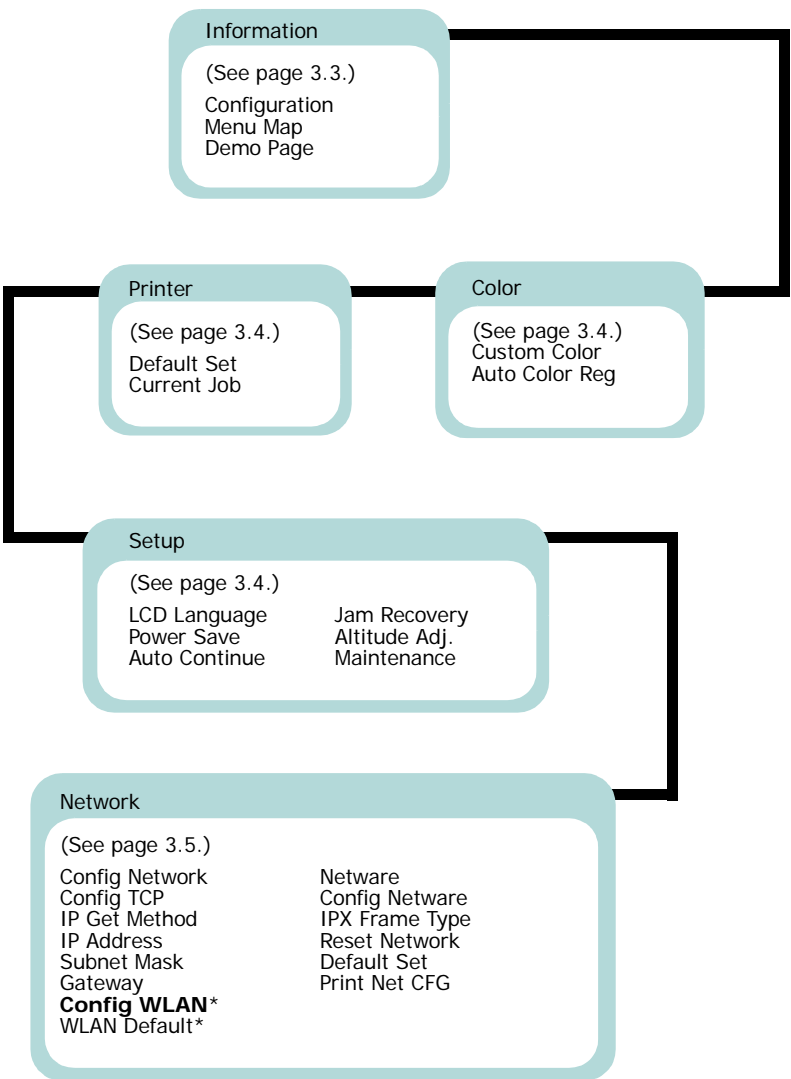 Information
(See page 3.3.)
Configuration
Menu Map
Demo Page
Printer
(See page 3.4.)
Default Set
Current Job
Color
(See page 3.4.)
Custom Color
Auto Color Reg
Setup
(See page 3.4.)
LCD Language
Power Save
Auto Continue
Jam Recovery
Altitude Adj.
Maintenance
Network
(See page 3.5.)
Config Network
Config TCP
IP Get Method
IP Address
Subnet Mask
Gateway
Config WLAN*
WLAN Default*
Netware
Config Netware
IPX Frame Type
Reset Network
Default Set
Print Net CFG